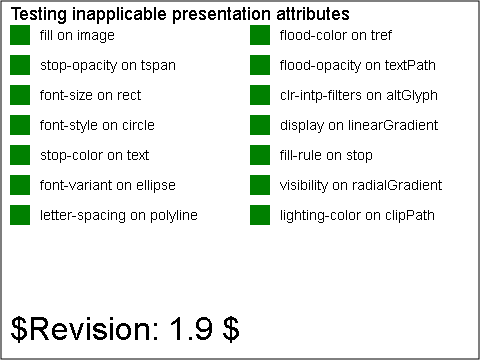 Testing inapplicable presentation attributes
fill on image
stop-opacity on tspan
font-size on rect
font-style on circle
stop-color on text
font-variant on ellipse
letter-spacing on polyline
flood-color on tref
flood-opacity on textPath
clr-intp-filters on altGlyph
display on linearGradient
fill-rule on stop
visibility on radialGradient
lighting-color on clipPath
$Revision: 1.9 $